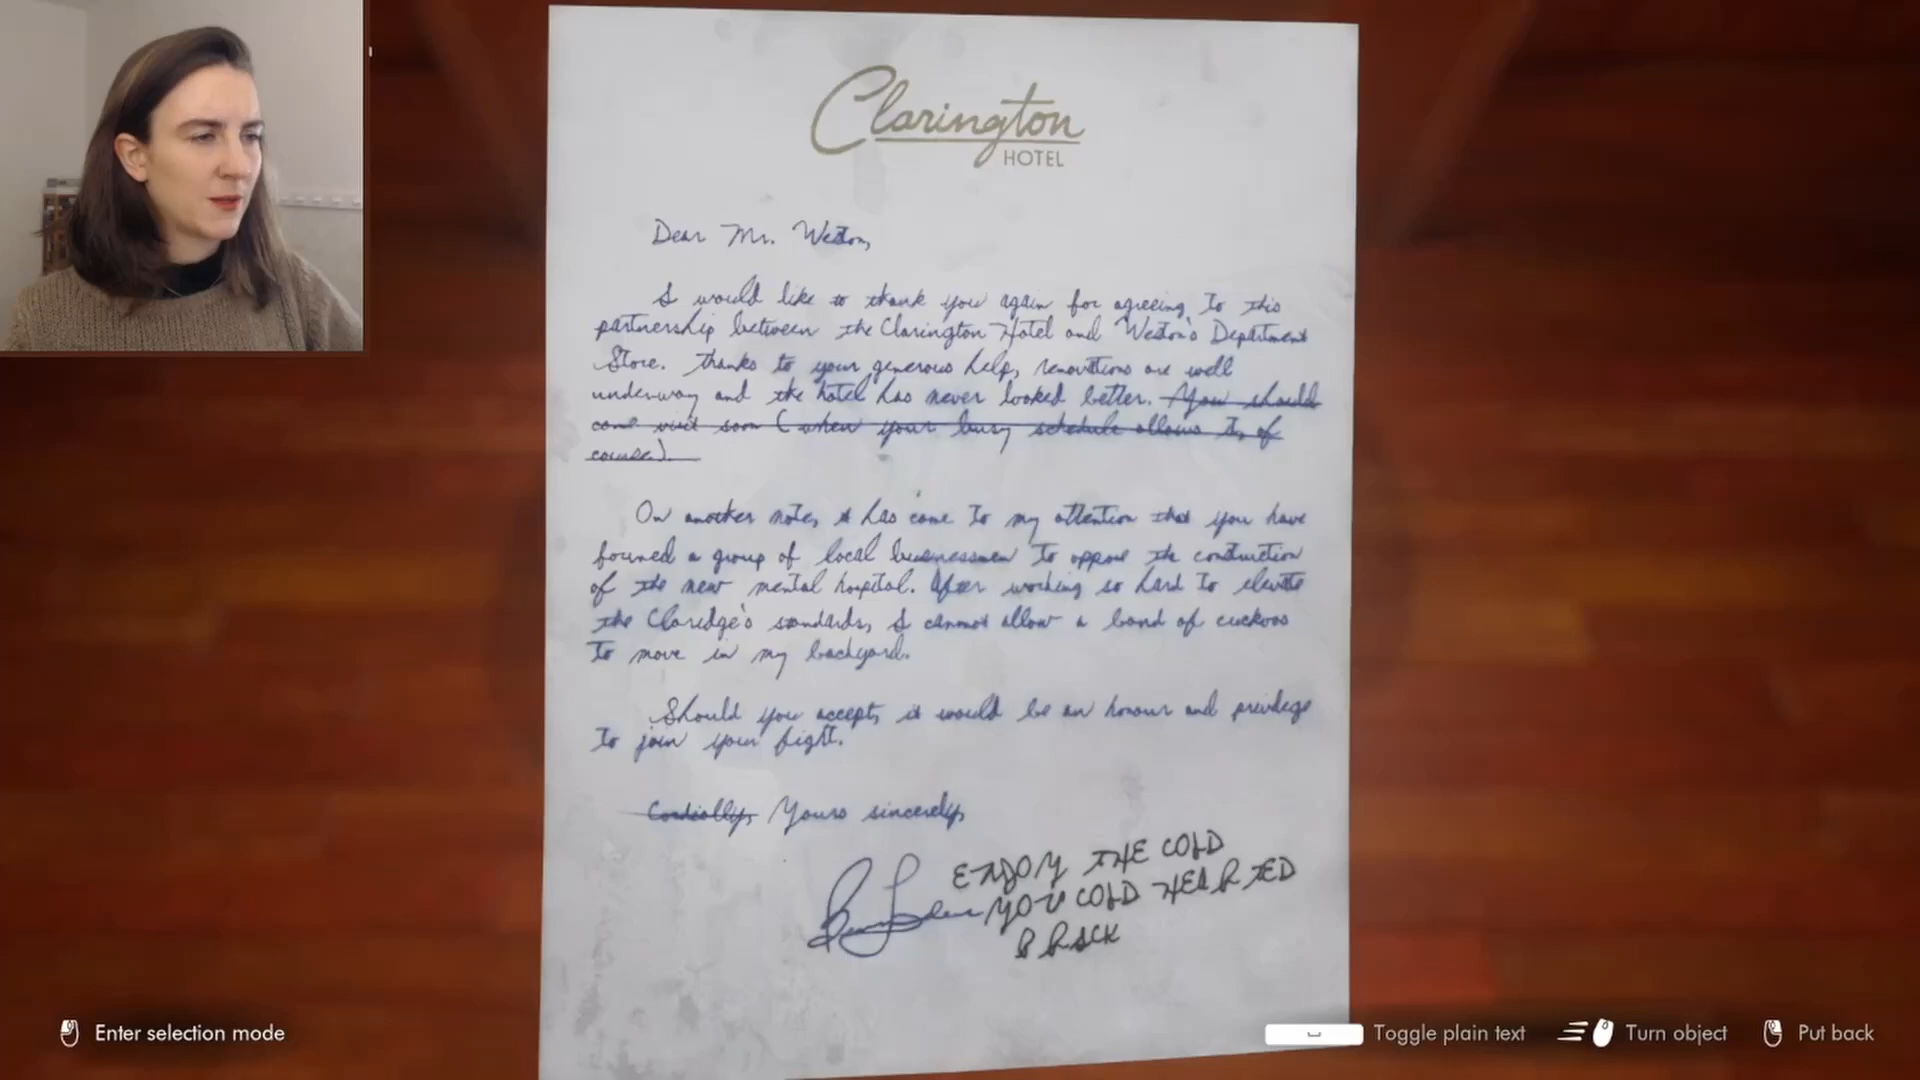 Clarington
HOTEL
Dear Mr. Weston,
I would like to thank you again for agreeing to this
partnership between the Clarington Hotel and Weston's Department
Store. Thanks to your generous help, renovations are well
underway and the hotel has never looked better. You should
come visit soon (when your busy schedule allows it, of
course).
On another note, it has come to my attention that you have
formed a group of local businessmen to oppose the construction
of the new mental hospital. After working so hard to elevate
the Claridge's standards, I cannot allow a band of cuckoos
to move in my backyard.
Should you accept, it would be an honour and privilege
to join your fight.
Cordially, Yours sincerely,
ENJOY THE COLD
YOU COLD HEARTED
Enter selection mode
Toggle plain text
Turn object
Put back